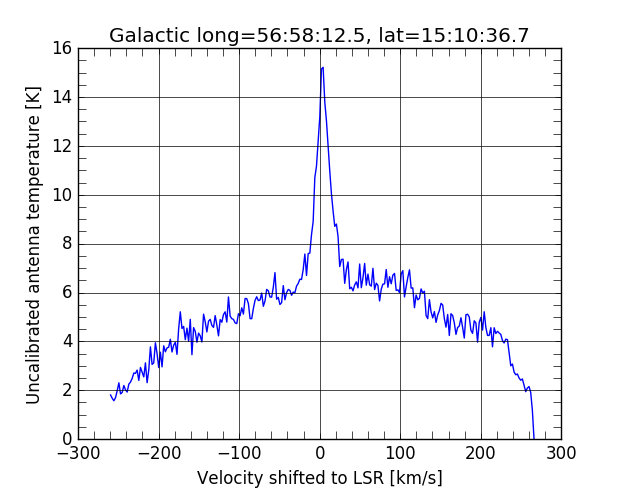 Galactic long=56:58:12.5, lat=15:10:36.7
Uncalibrated antenna temperature [K]
16
14
12
10
8
6
4
2
0
−300 −200 −100 0 100 200 300
Velocity shifted to LSR [km/s]